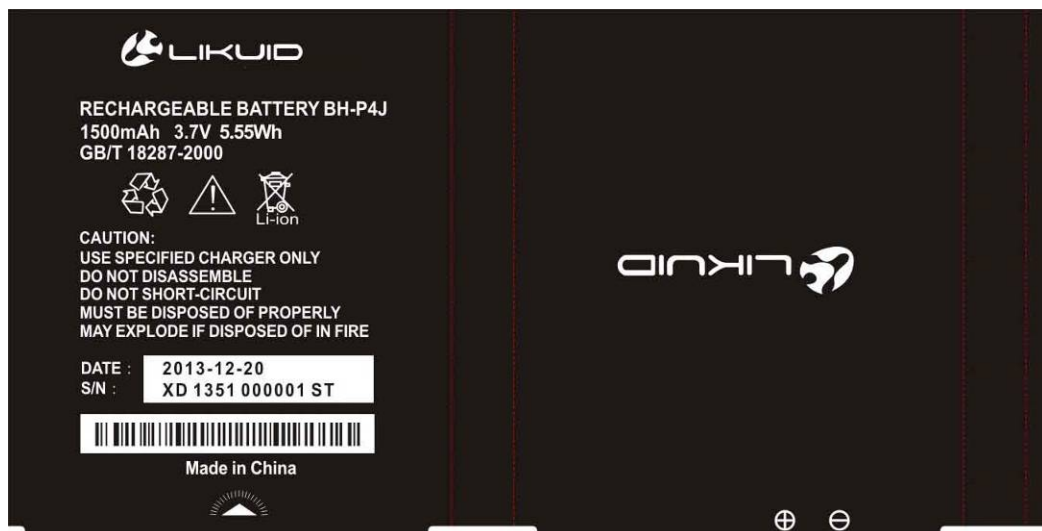 LIKUID
RECHARGEABLE BATTERY BH-P4J
1500mAh 3.7V 5.55Wh
GB/T 18287-2000
Li-ion
CAUTION:
USE SPECIFIED CHARGER ONLY
DO NOT DISASSEMBLE
DO NOT SHORT-CIRCUIT
MUST BE DISPOSED OF PROPERLY
MAY EXPLODE IF DISPOSED OF IN FIRE
DATE : 2013-12-20
S/N : XD 1351 000001 ST
Made in China
LIKUID